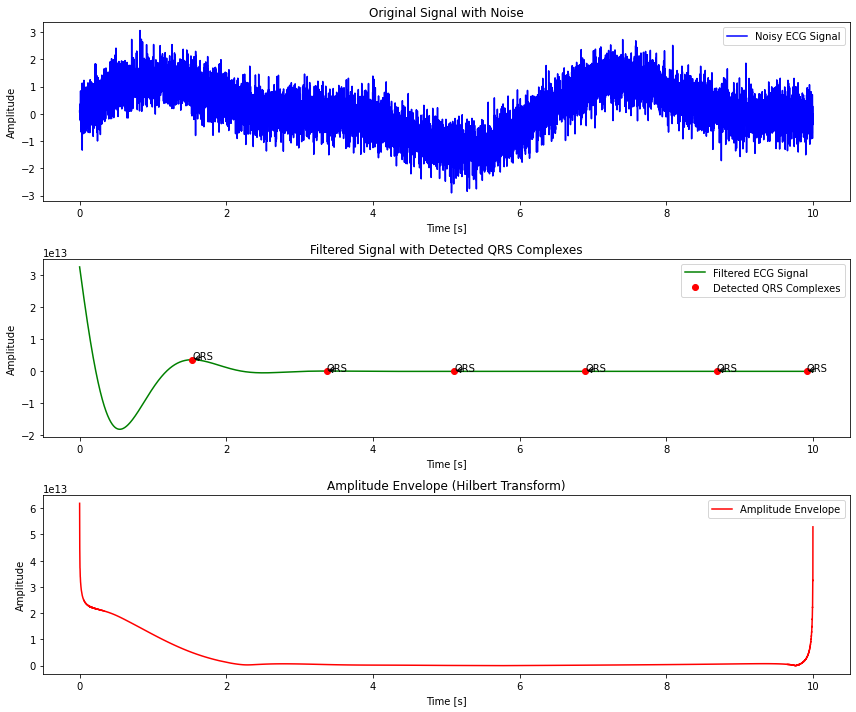 Original Signal with Noise
Noisy ECG Signal
3
2
1
0
−1
−2
−3
Amplitude
0 2 4 6 8 10
Time [s]
1e13
Filtered Signal with Detected QRS Complexes
Filtered ECG Signal
Detected QRS Complexes
3
2
1
0
−1
−2
Amplitude
QRS QRS QRS QRS QRS QRS
0 2 4 6 8 10
Time [s]
1e13
Amplitude Envelope (Hilbert Transform)
Amplitude Envelope
6
5
4
3
2
1
0
Amplitude
0 2 4 6 8 10
Time [s]